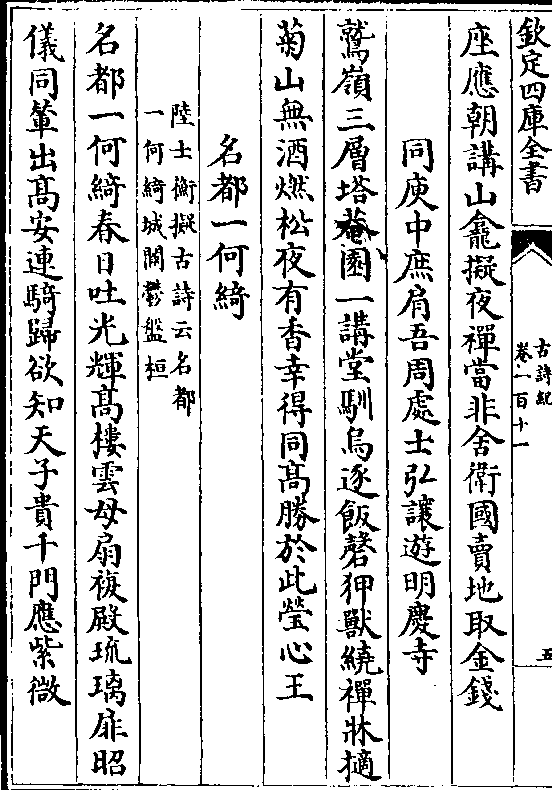 欽定四庫全書
古詩紀
卷一百十一
五
座應朝講山龕擬夜禪當非舍衛國賣地取金錢
同庾中庶肩吾周處士弘讓遊明慶寺
鷲嶺三層塔菴園一講堂馴烏逐飯磬狎獸繞禪牀摘
菊山無酒燃松夜有香幸得同高勝於此瑩心王
名都一何綺
陸士衡擬古詩云名都
一何綺城闕鬱盤桓
名都一何綺春日吐光輝髙樓雲母扇複殿琉璃扉昭
儀同輦出髙安連騎歸欲知天子貴千門應紫微